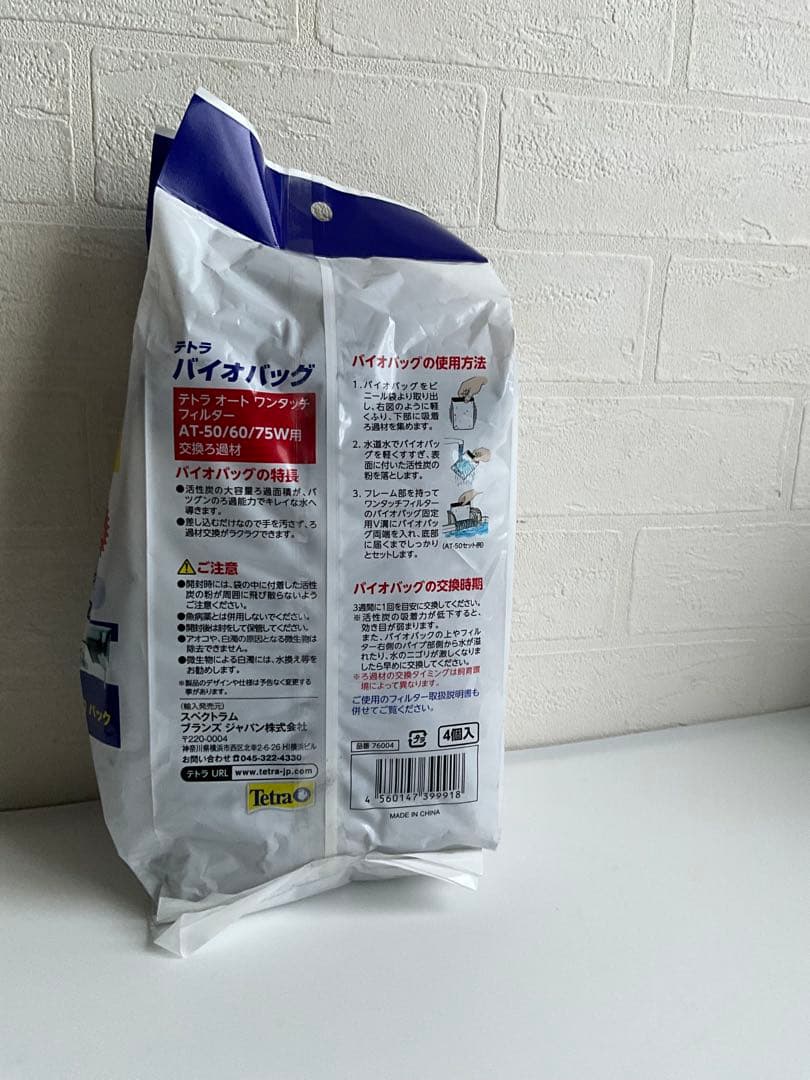 テトラ
バイオバッグ
テトラ オート ワンタッチ
フィルター
AT-50/60/75W用
交換ろ過材
バイオバッグの特長
●活性炭の大容量ろ過面積が、バ
ツグンのろ過能力でキレイな水へ
導きます。
●差し込むだけなので手を汚さず、ろ
過材交換がラクラクできます。
ご注意
●開封時には、袋の中に付着した活性
炭の粉が周囲に飛び散らないよう
ご注意ください。
●魚病薬とは併用しないでください。
●開封後は封をして保管してください。
●アオコや、白濁の原因となる微生物は
除去できません。
●微生物による白濁には、水換え等を
お勧めします。
※製品のデザインや仕様は予告なく変更する
事があります。
(輸入発売元)
スペクトラム
ブランズ ジャパン株式会社
〒220-0004
神奈川県横浜市西区北幸2-6-26 HI横浜ビル
お問い合わせ☎045-322-4330
テトラ URL www.tetra-jp.com
Tetra
バイオバッグの使用方法
1.バイオバッグをビ
ニール袋より取り出
し、右図のように軽
くふり、下部に吸着
ろ過材を集めます。
2.水道水でバイオバッ
グを軽くすすぎ、表
面に付いた活性炭の
粉を落とします。
3.フレーム部を持って
ワンタッチフィルター
のバイオバッグ固定
用V溝にバイオバッ
グ両端を入れ、底部
に届くまでしっかり
とセットします。
(AT-50セット例)
バイオバッグの交換時期
3週間に1回を目安に交換してください。
※活性炭の吸着力が低下すると、
効き目が弱まります。
また、バイオバックの上やフィル
ター右側のパイプ部側から水が溢
れたり、水のニゴリが激しくなりま
したら早めに交換してください。
※ろ過材の交換タイミングは飼育環
境によって異なります。
ご使用のフィルター取扱説明書も
併せてご覧ください。
品番 76004
プラ
4個入
4 560147 399918
MADE IN CHINA
バック